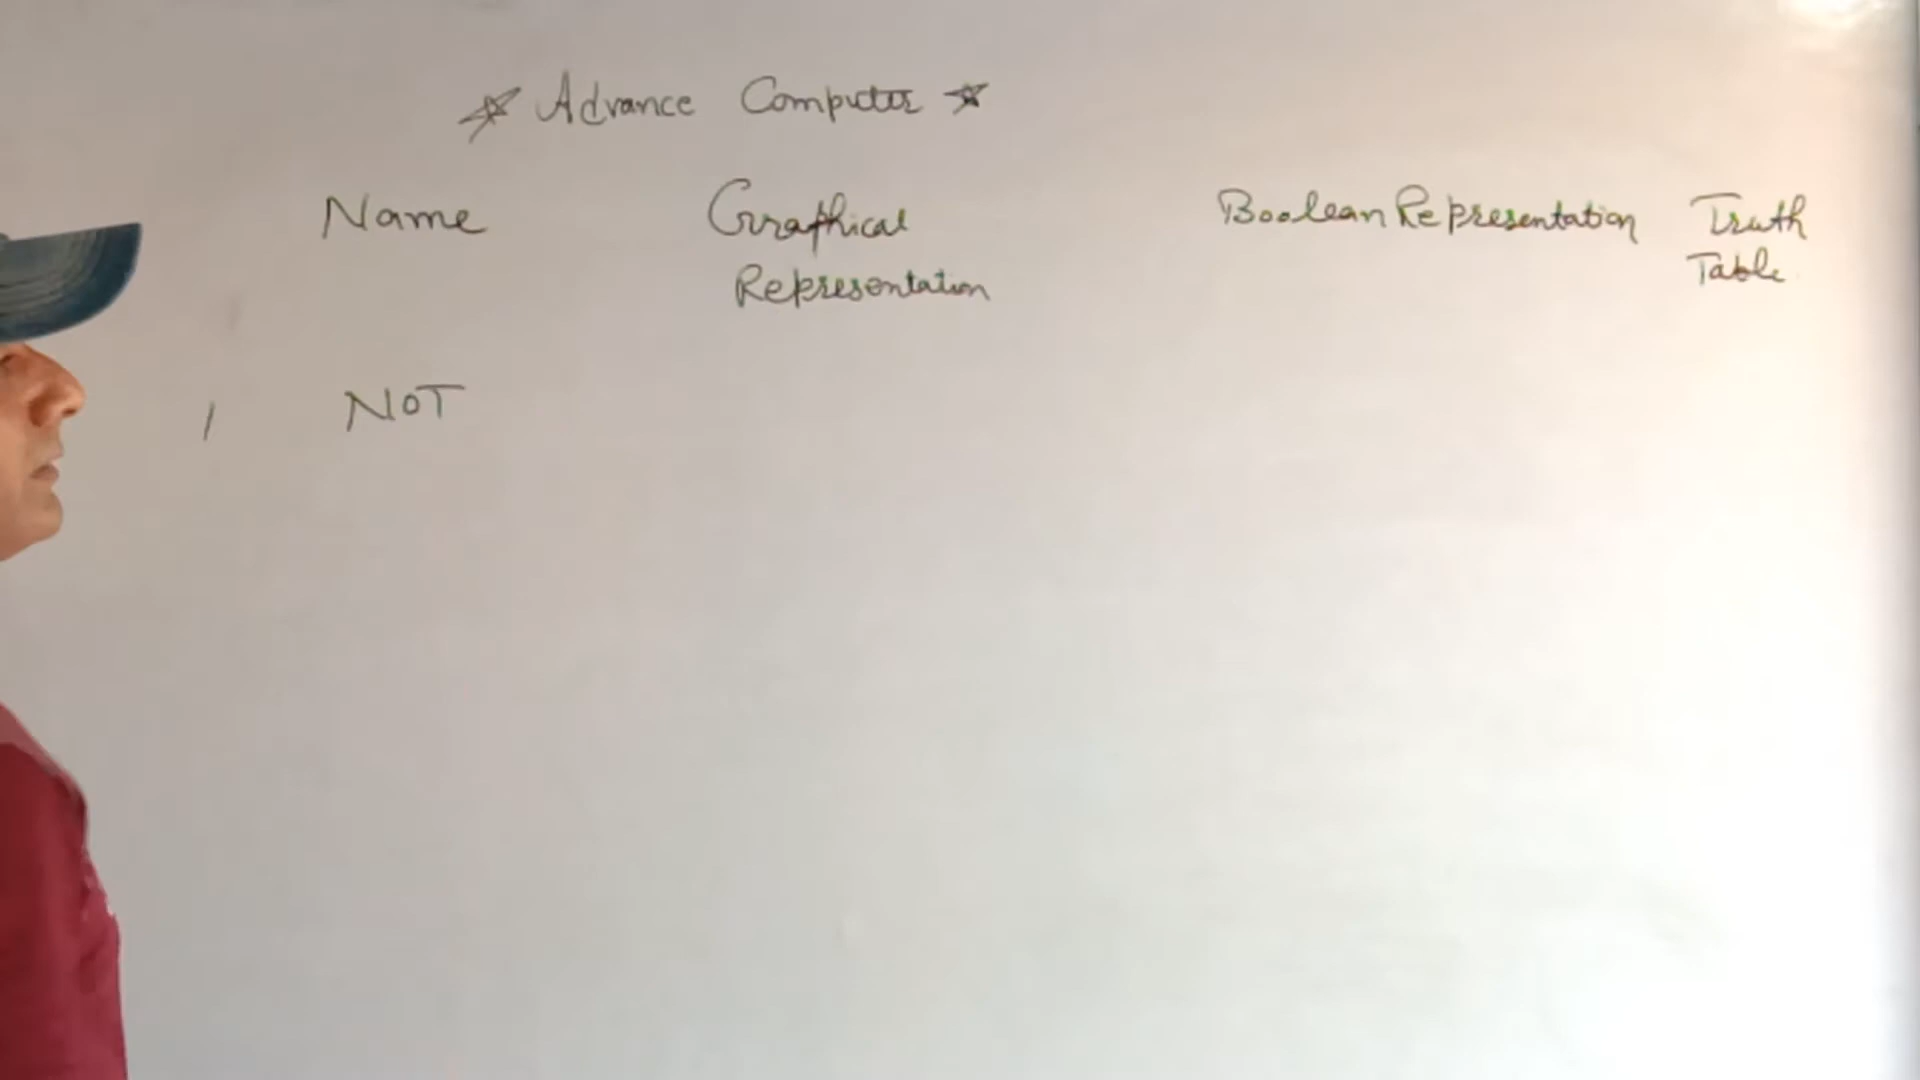 ☆ Advance Computer ☆
Name Graphical Representation Boolean Representation Truth Table
1 NOT